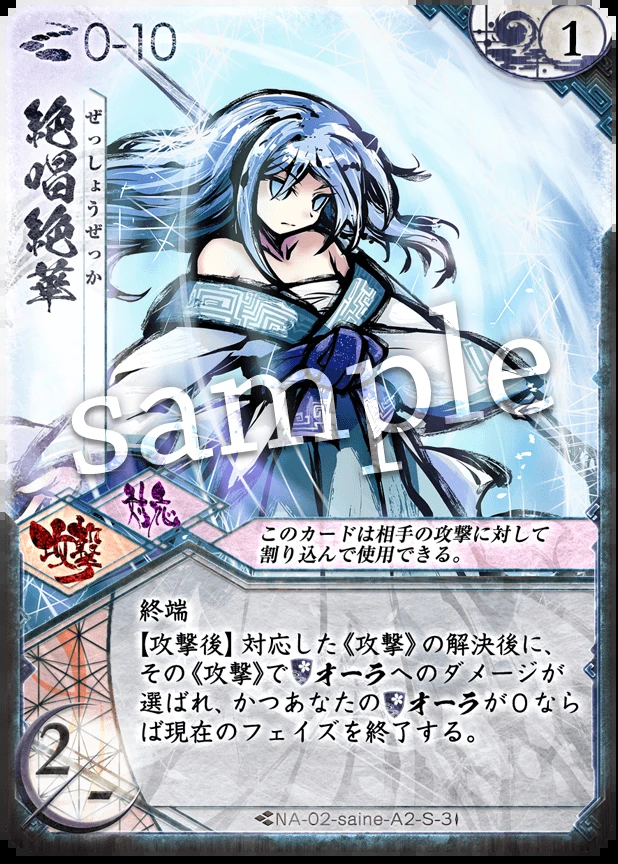 0-10
1
絶唱絶華
ぜっしょうぜっか
sample
対応
攻撃
このカードは相手の攻撃に対して
割り込んで使用できる。
終端
【攻撃後】対応した《攻撃》の解決後に、
その《攻撃》でオーラへのダメージが
選ばれ、かつあなたのオーラが0なら
ば現在のフェイズを終了する。
2/-
NA-02-saine-A2-S-3